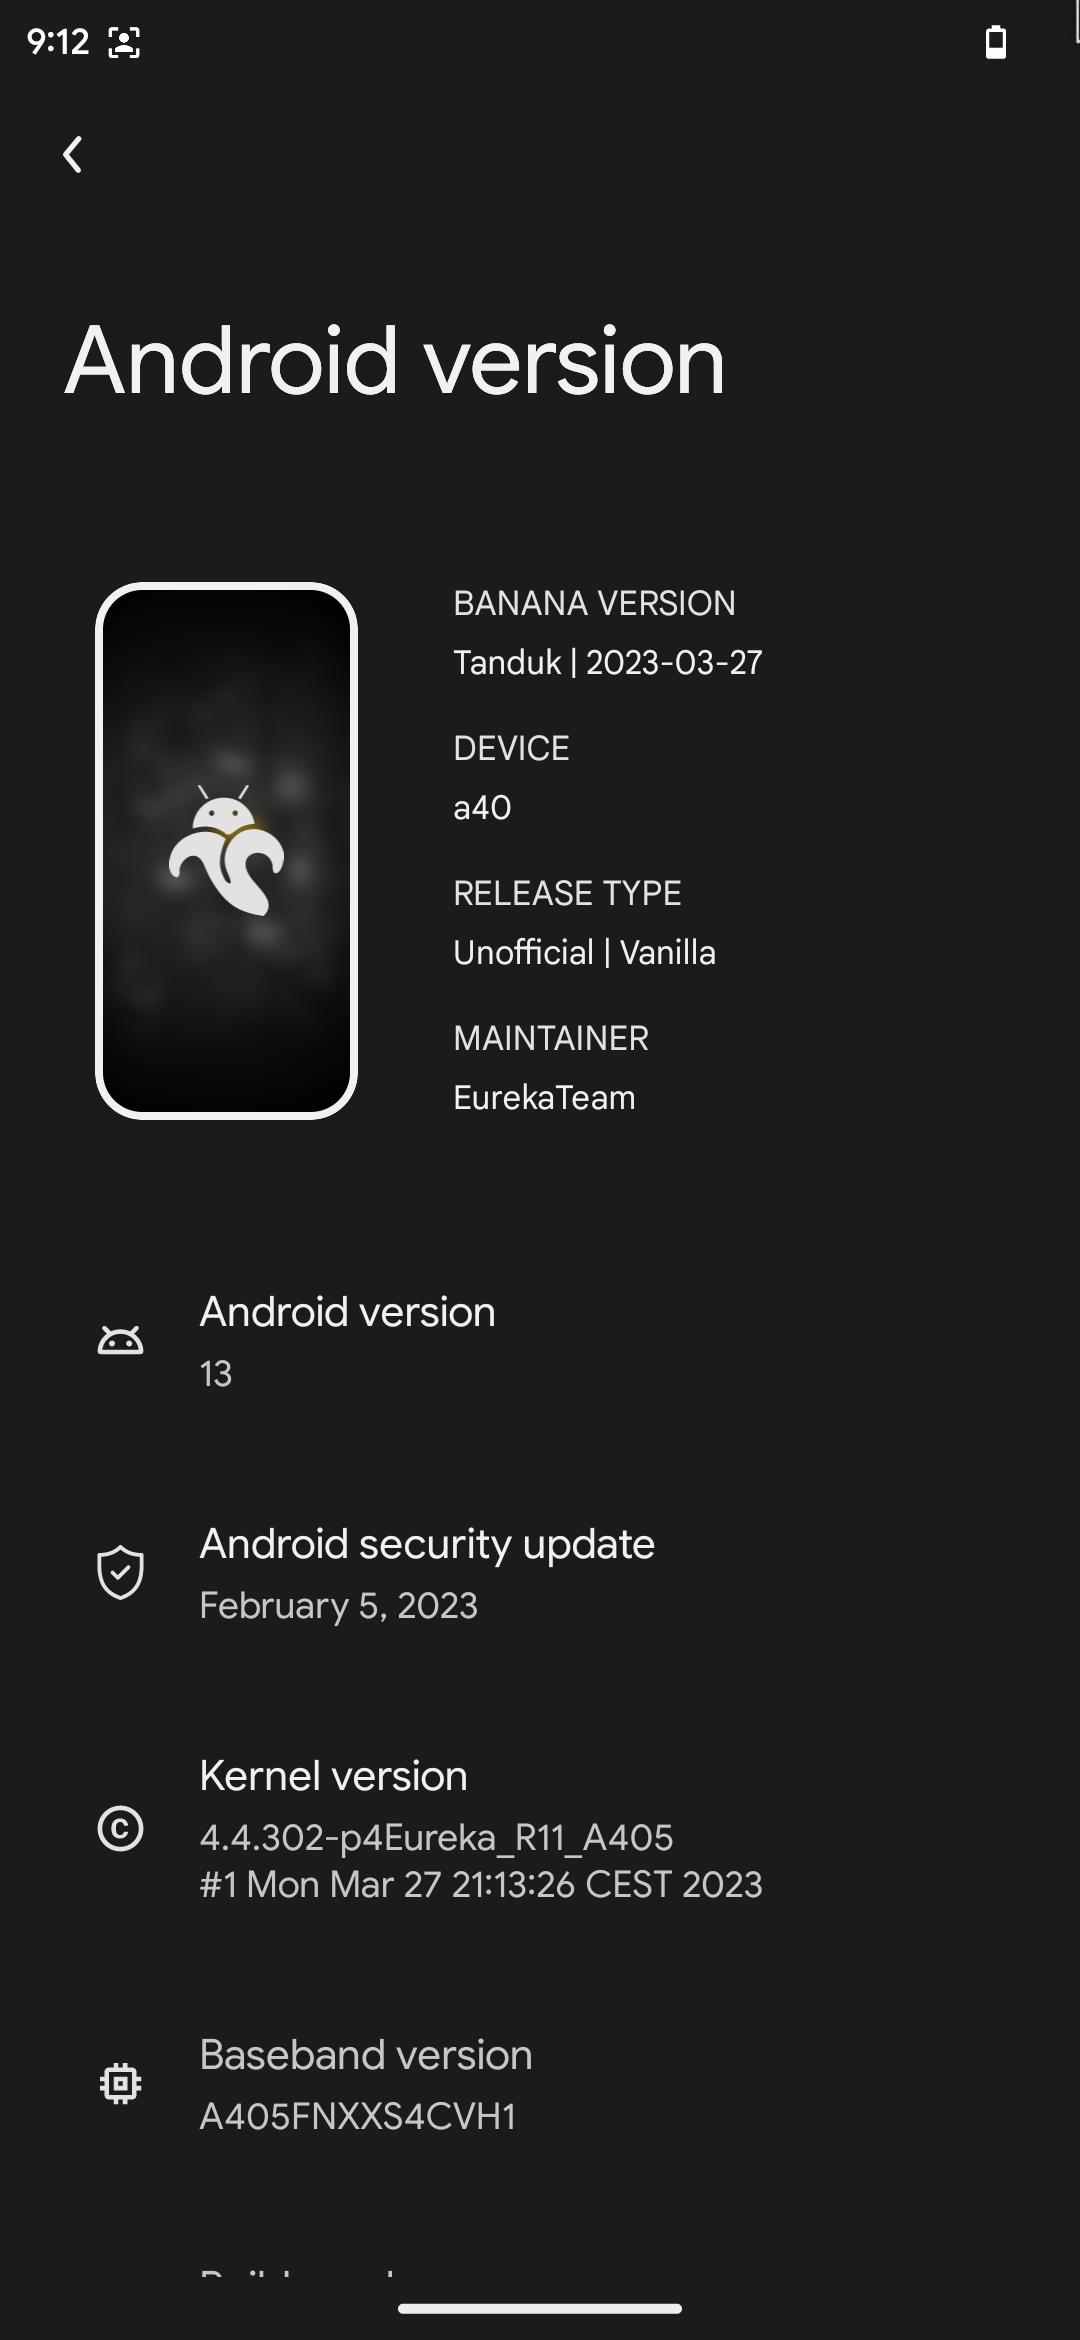 9:12
Android version
BANANA VERSION
Tanduk | 2023-03-27
DEVICE
a40
RELEASE TYPE
Unofficial | Vanilla
MAINTAINER
EurekaTeam
Android version
13
Android security update
February 5, 2023
Kernel version
4.4.302-p4Eureka_R11_A405
#1 Mon Mar 27 21:13:26 CEST 2023
Baseband version
A405FNXXS4CVH1